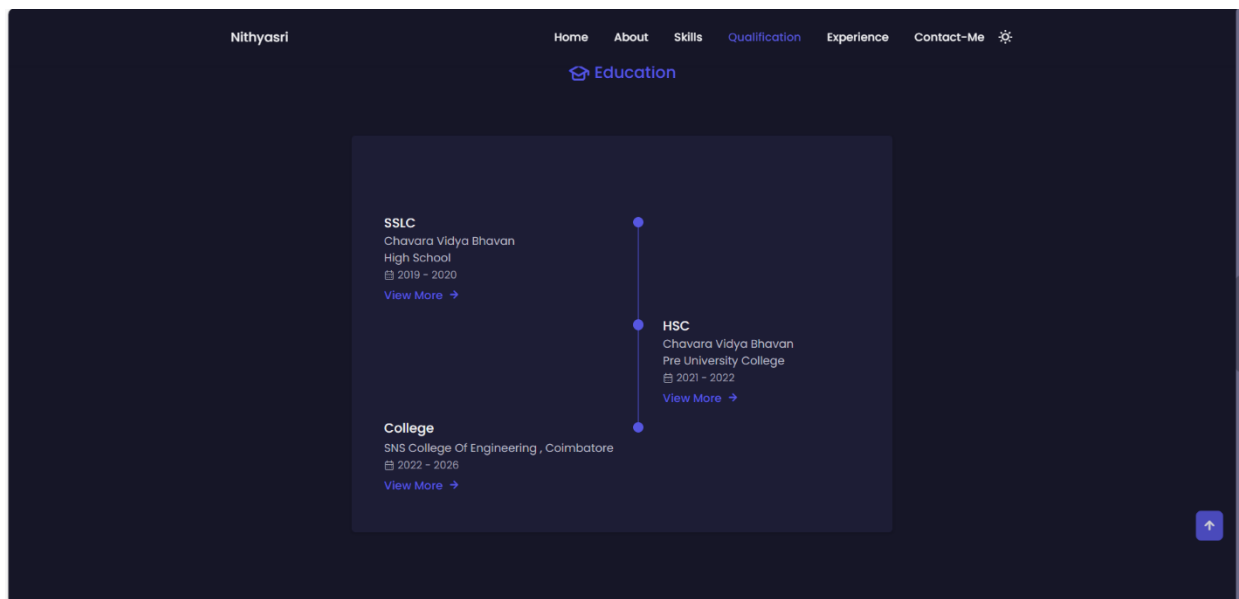 Nithyasri Home About Skills Qualification Experience Contact-Me
Education
SSLC
Chavara Vidya Bhavan
High School
2019 - 2020
View More →
HSC
Chavara Vidya Bhavan
Pre University College
2021 - 2022
View More →
College
SNS College Of Engineering , Coimbatore
2022 - 2026
View More →